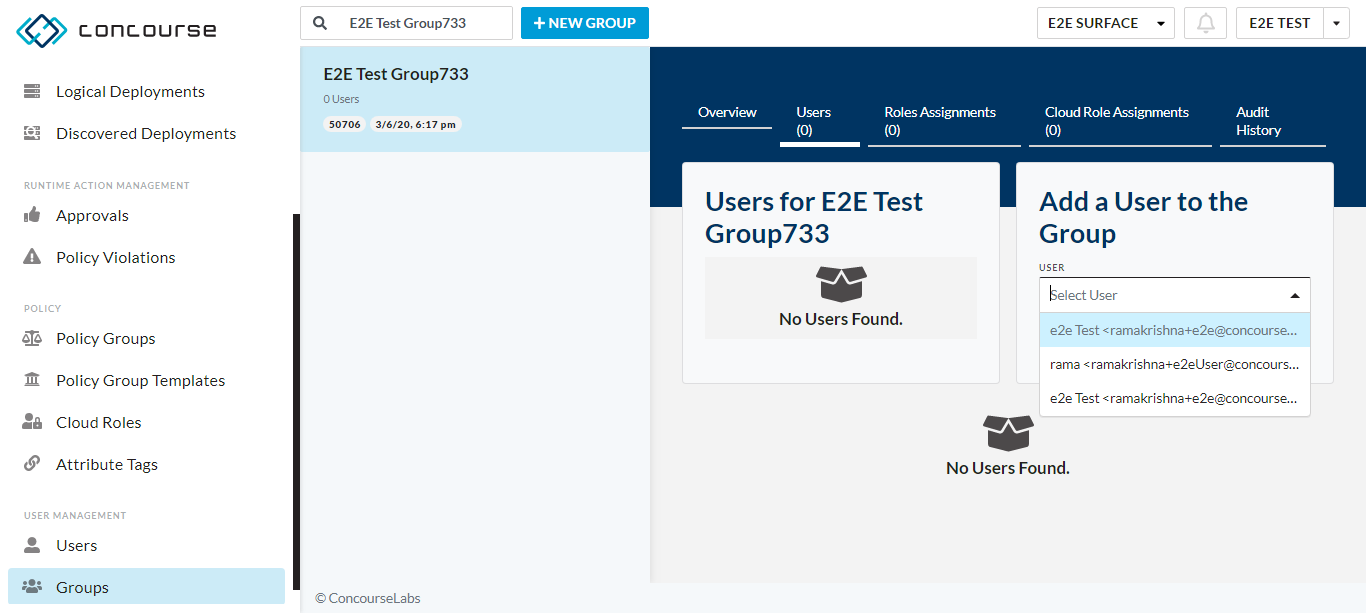 concourse
E2E Test Group733
+ NEW GROUP
E2E SURFACE
E2E TEST
Logical Deployments
Discovered Deployments
RUNTIME ACTION MANAGEMENT
Approvals
Policy Violations
POLICY
Policy Groups
Policy Group Templates
Cloud Roles
Attribute Tags
USER MANAGEMENT
Users
Groups
E2E Test Group733
0 Users
50706 3/6/20, 6:17 pm
Overview
Users
(0)
Roles Assignments
(0)
Cloud Role Assignments
(0)
Audit
History
Users for E2E Test
Group733
No Users Found.
Add a User to the
Group
USER
Select User
e2e Test <ramakrishna+e2e@concourse...
rama <ramakrishna+e2eUser@concours...
e2e Test <ramakrishna+e2e@concourse...
No Users Found.
© ConcourseLabs